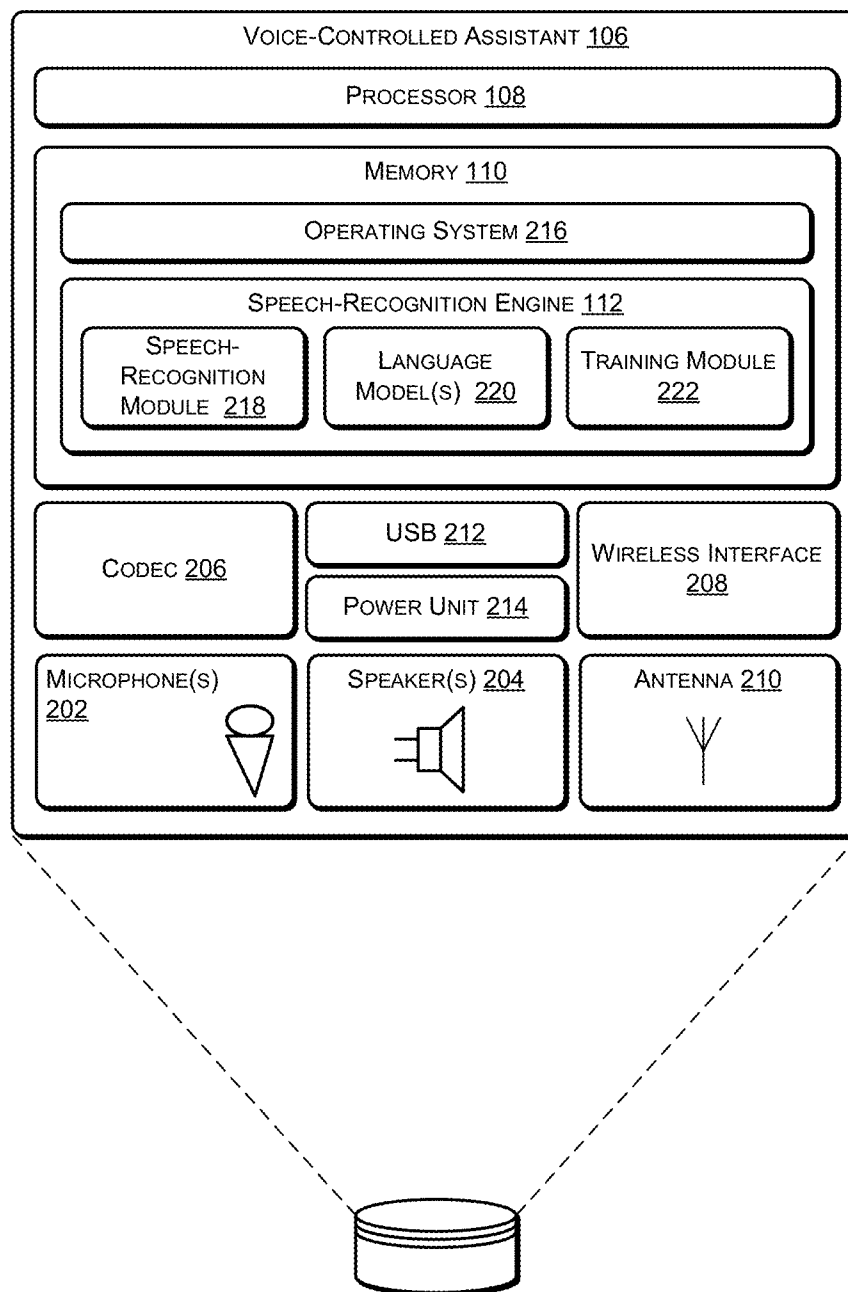 VOICE-CONTROLLED ASSISTANT 106
PROCESSOR 108
MEMORY 110
OPERATING SYSTEM 216
SPEECH-RECOGNITION ENGINE 112
SPEECH-
RECOGNITION
MODULE 218
LANGUAGE
MODEL(S) 220
TRAINING MODULE
222
CODEC 206
USB 212
POWER UNIT 214
WIRELESS INTERFACE
208
MICROPHONE(S)
202
SPEAKER(S) 204
ANTENNA 210